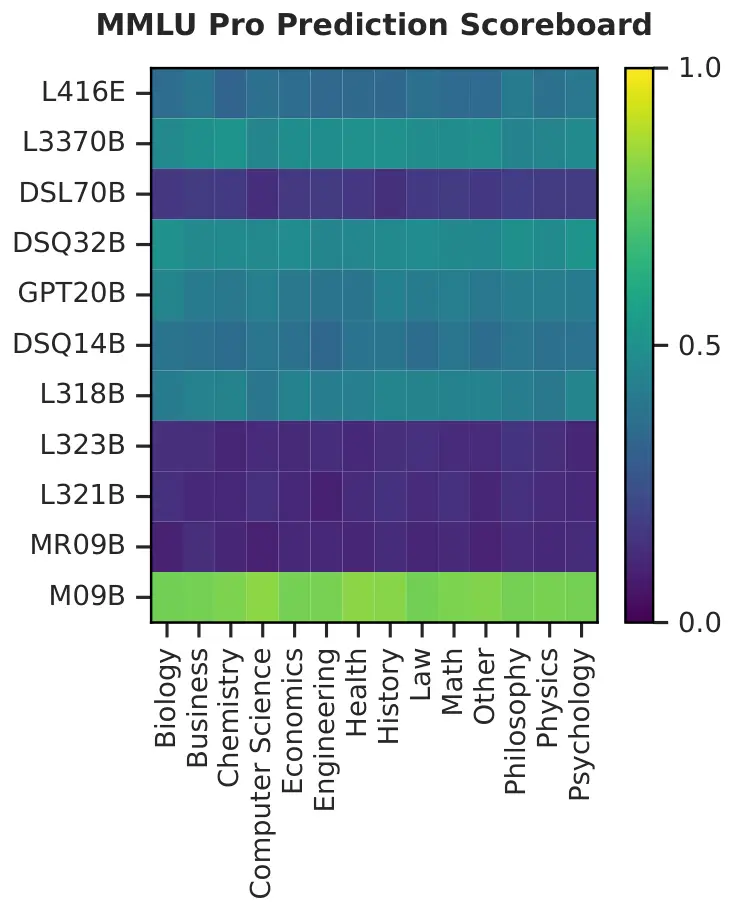 MMLU Pro Prediction Scoreboard
L416E
L3370B
DSL70B
DSQ32B
GPT20B
DSQ14B
L318B
L323B
L321B
MR09B
M09B
1.0
0.5
0.0
Biology
Business
Chemistry
Computer Science
Economics
Engineering
Health
History
Law
Math
Other
Philosophy
Physics
Psychology